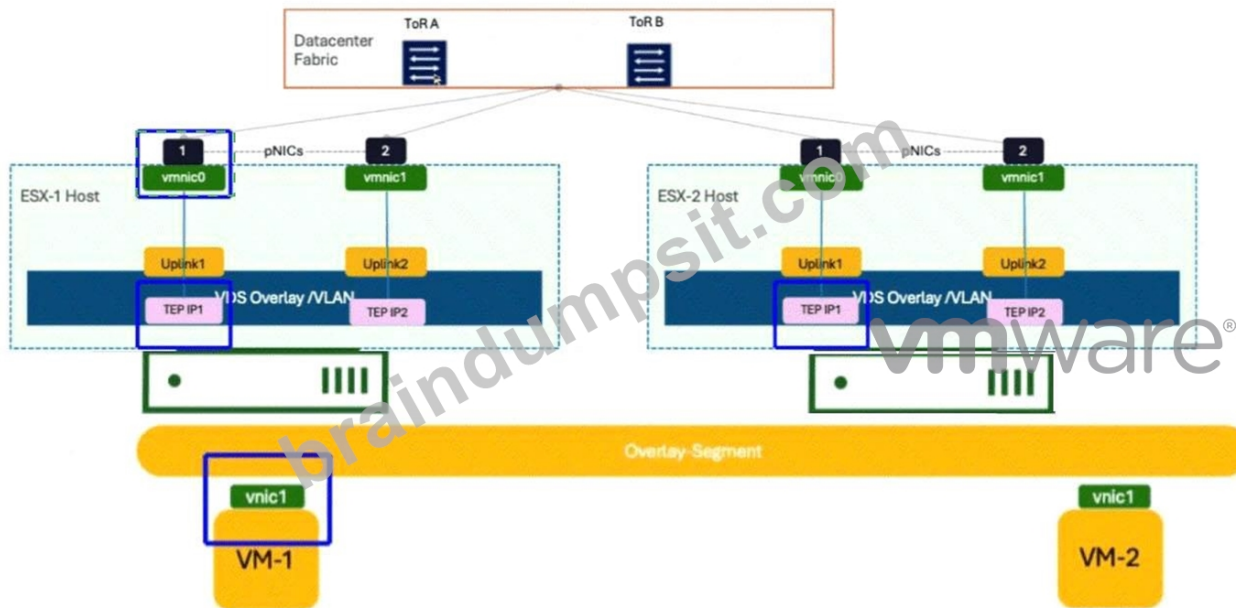 ToR A
ToR B
Datacenter
Fabric
1
pNICs
2
1
pNICs
2
vmnic0
vmnic1
vmnic0
vmnic1
ESX-1 Host
ESX-2 Host
Uplink1
Uplink2
Uplink1
Uplink2
VDS Overlay /VLAN
VDS Overlay /VLAN
TEP IP1
TEP IP2
TEP IP1
TEP IP2
vmware®
braindumpsit.com
Overlay-Segment
vnic1
vnic1
VM-1
VM-2